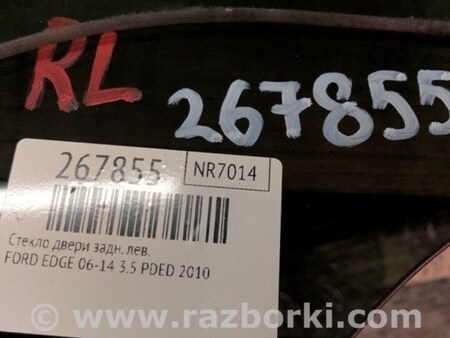 RL
267855
267855
NR7014
Стекло двери задн. лев.
FORD EDGE 06-14 3.5 PDED 2010
www.razborki.com